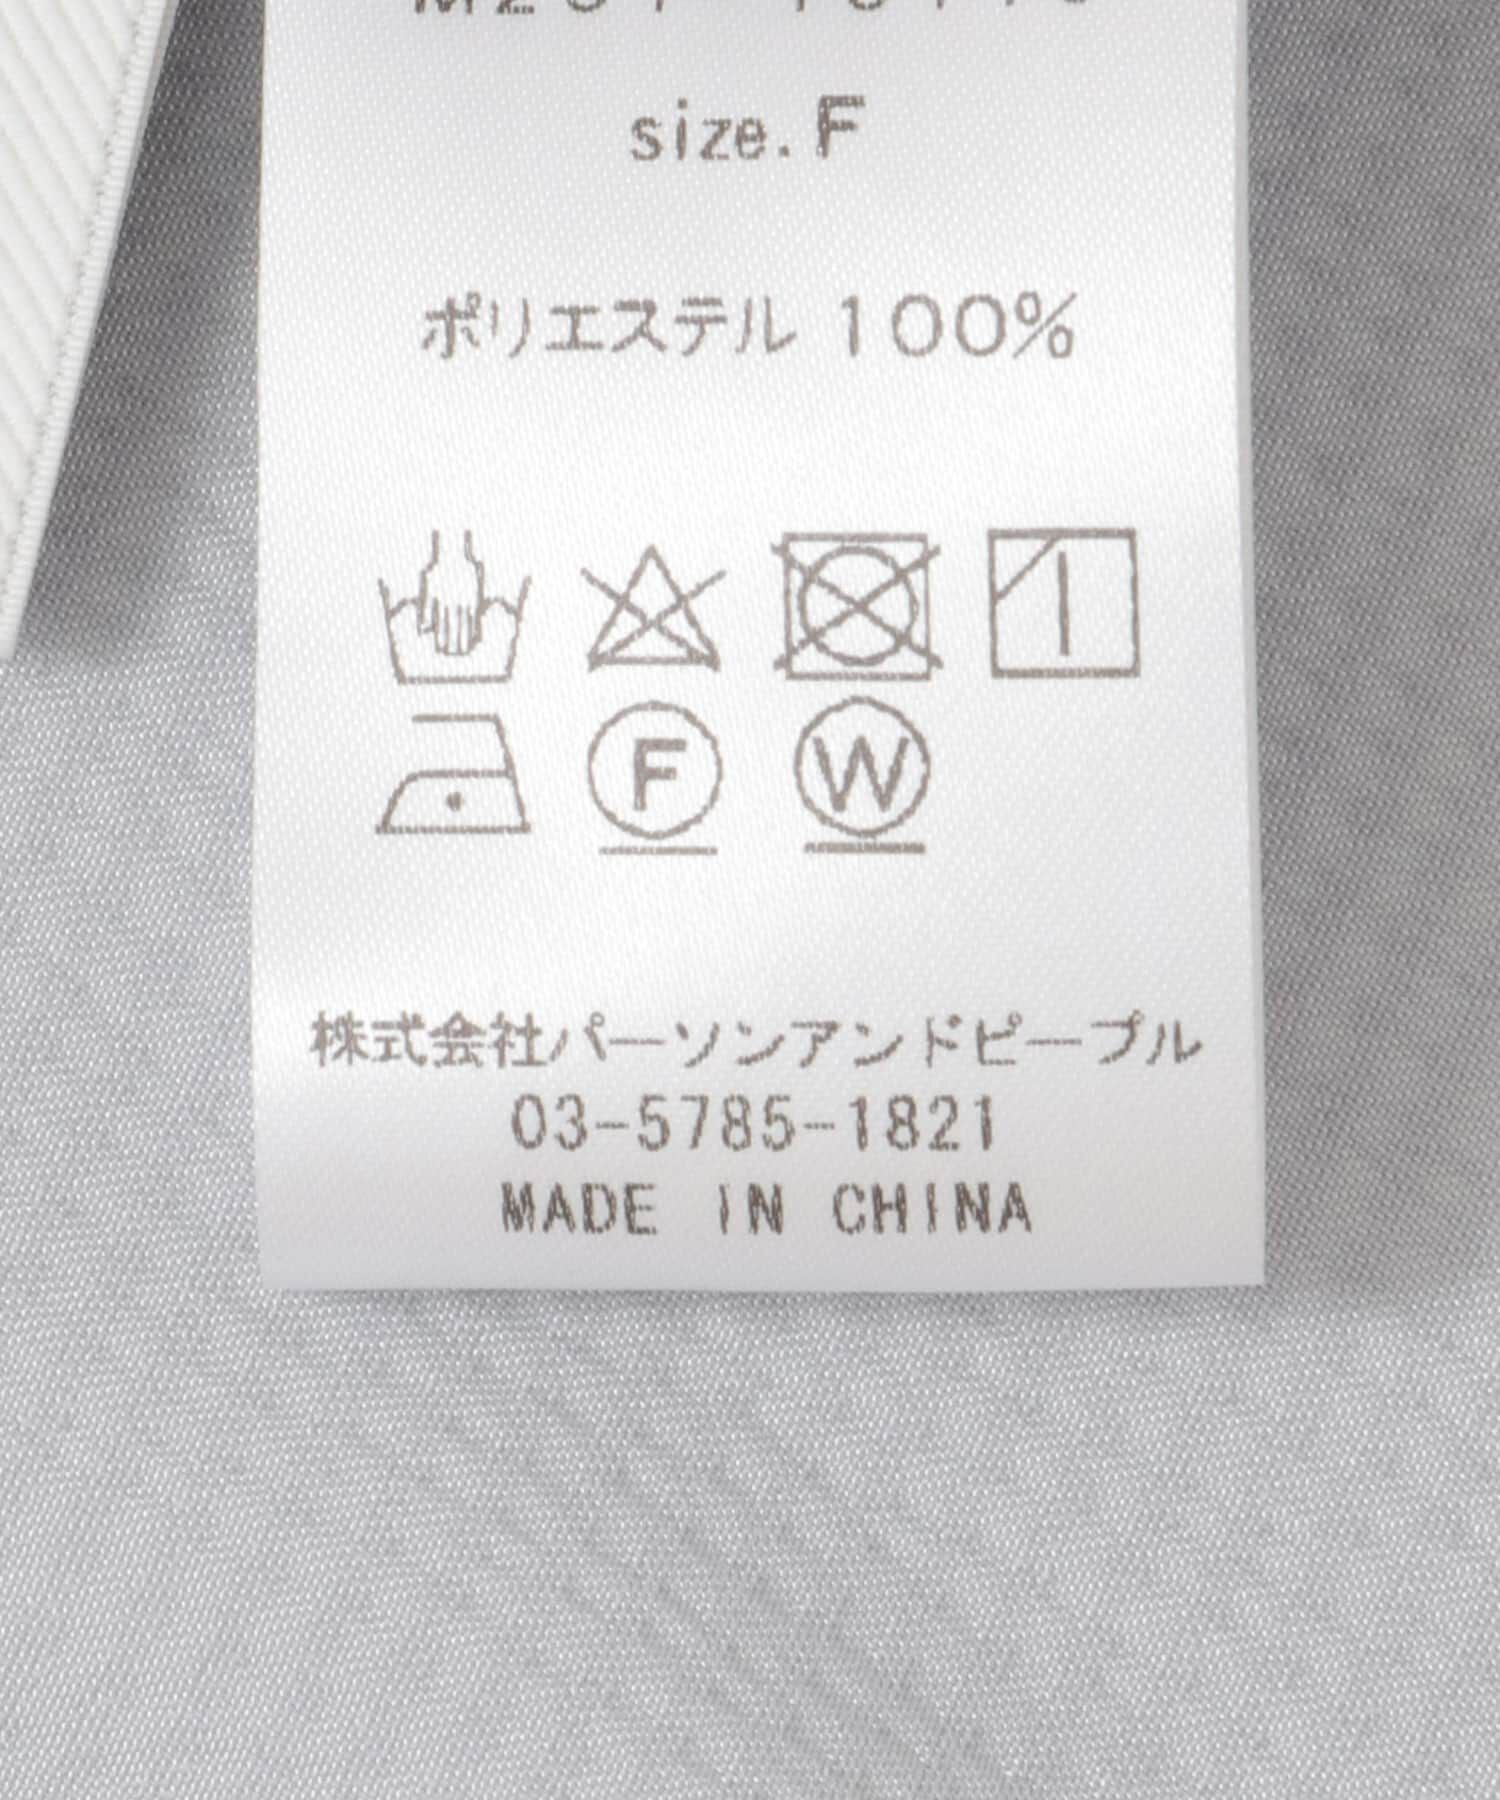 size. F
ポリエステル 100%
F W
株式会社パーソンアンドピープル
03-5785-1821
MADE IN CHINA